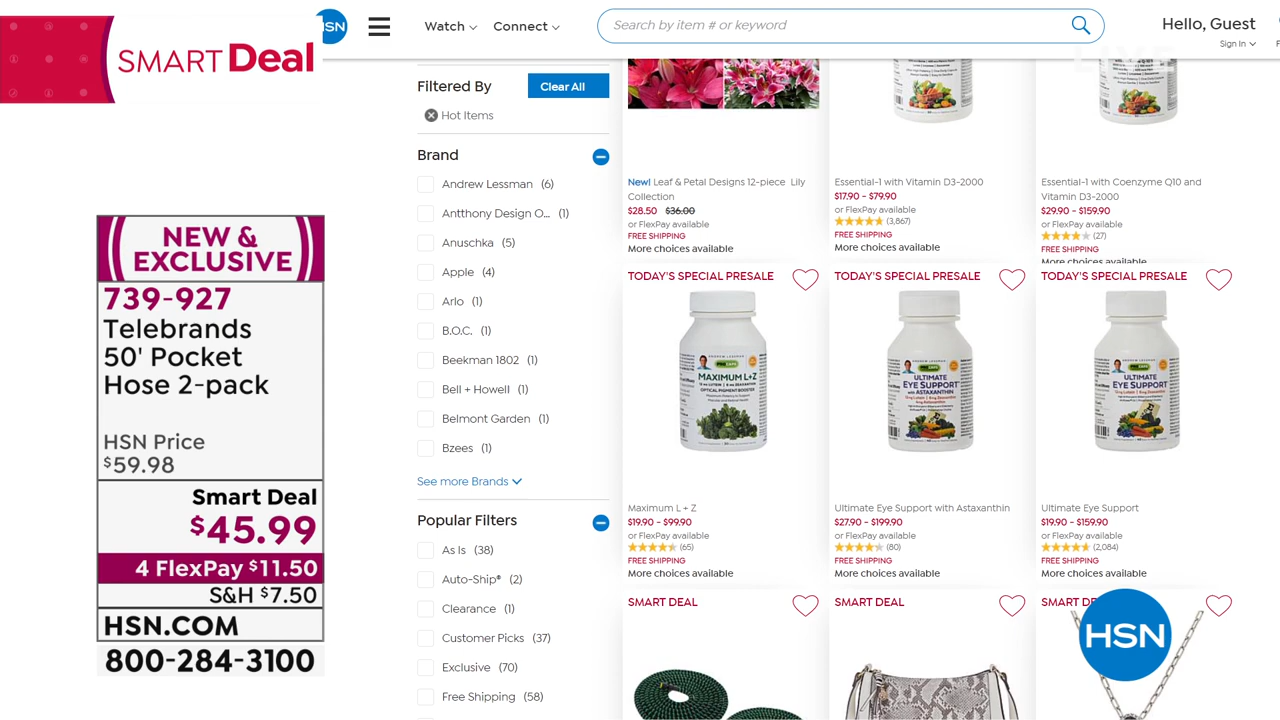 SMART Deal
HSN
Watch
Connect
Search by item # or keyword
Hello, Guest
Sign In
LIVE
NEW &
EXCLUSIVE
739-927
Telebrands
50' Pocket
Hose 2-pack
HSN Price
$59.98
Smart Deal
$45.99
4 FlexPay $11.50
S&H $7.50
HSN.COM
800-284-3100
Filtered By
Clear All
Hot Items
Brand
Andrew Lessman (6)
Antthony Design O... (1)
Anuschka (5)
Apple (4)
Arlo (1)
B.O.C. (1)
Beekman 1802 (1)
Bell + Howell (1)
Belmont Garden (1)
Bzees (1)
See more Brands
Popular Filters
As Is (38)
Auto-Ship® (2)
Clearance (1)
Customer Picks (37)
Exclusive (70)
Free Shipping (58)
New! Leaf & Petal Designs 12-piece Lily
Collection
$28.50 $36.00
or FlexPay available
FREE SHIPPING
More choices available
Essential-1 with Vitamin D3-2000
$17.90 - $79.90
or FlexPay available
(3,867)
FREE SHIPPING
More choices available
Essential-1 with Coenzyme Q10 and
Vitamin D3-2000
$29.90 - $159.90
or FlexPay available
(27)
FREE SHIPPING
More choices available
TODAY'S SPECIAL PRESALE
MAXIMUM L+Z
OPTICAL PIGMENT BOOSTER
Maximum L + Z
$19.90 - $99.90
or FlexPay available
(65)
FREE SHIPPING
More choices available
TODAY'S SPECIAL PRESALE
ULTIMATE
EYE SUPPORT
WITH ASTAXANTHIN
Ultimate Eye Support with Astaxanthin
$27.90 - $199.90
or FlexPay available
(80)
FREE SHIPPING
More choices available
TODAY'S SPECIAL PRESALE
ULTIMATE
EYE SUPPORT
Ultimate Eye Support
$19.90 - $159.90
or FlexPay available
(2,084)
FREE SHIPPING
More choices available
SMART DEAL
SMART DEAL
SMART DE
HSN